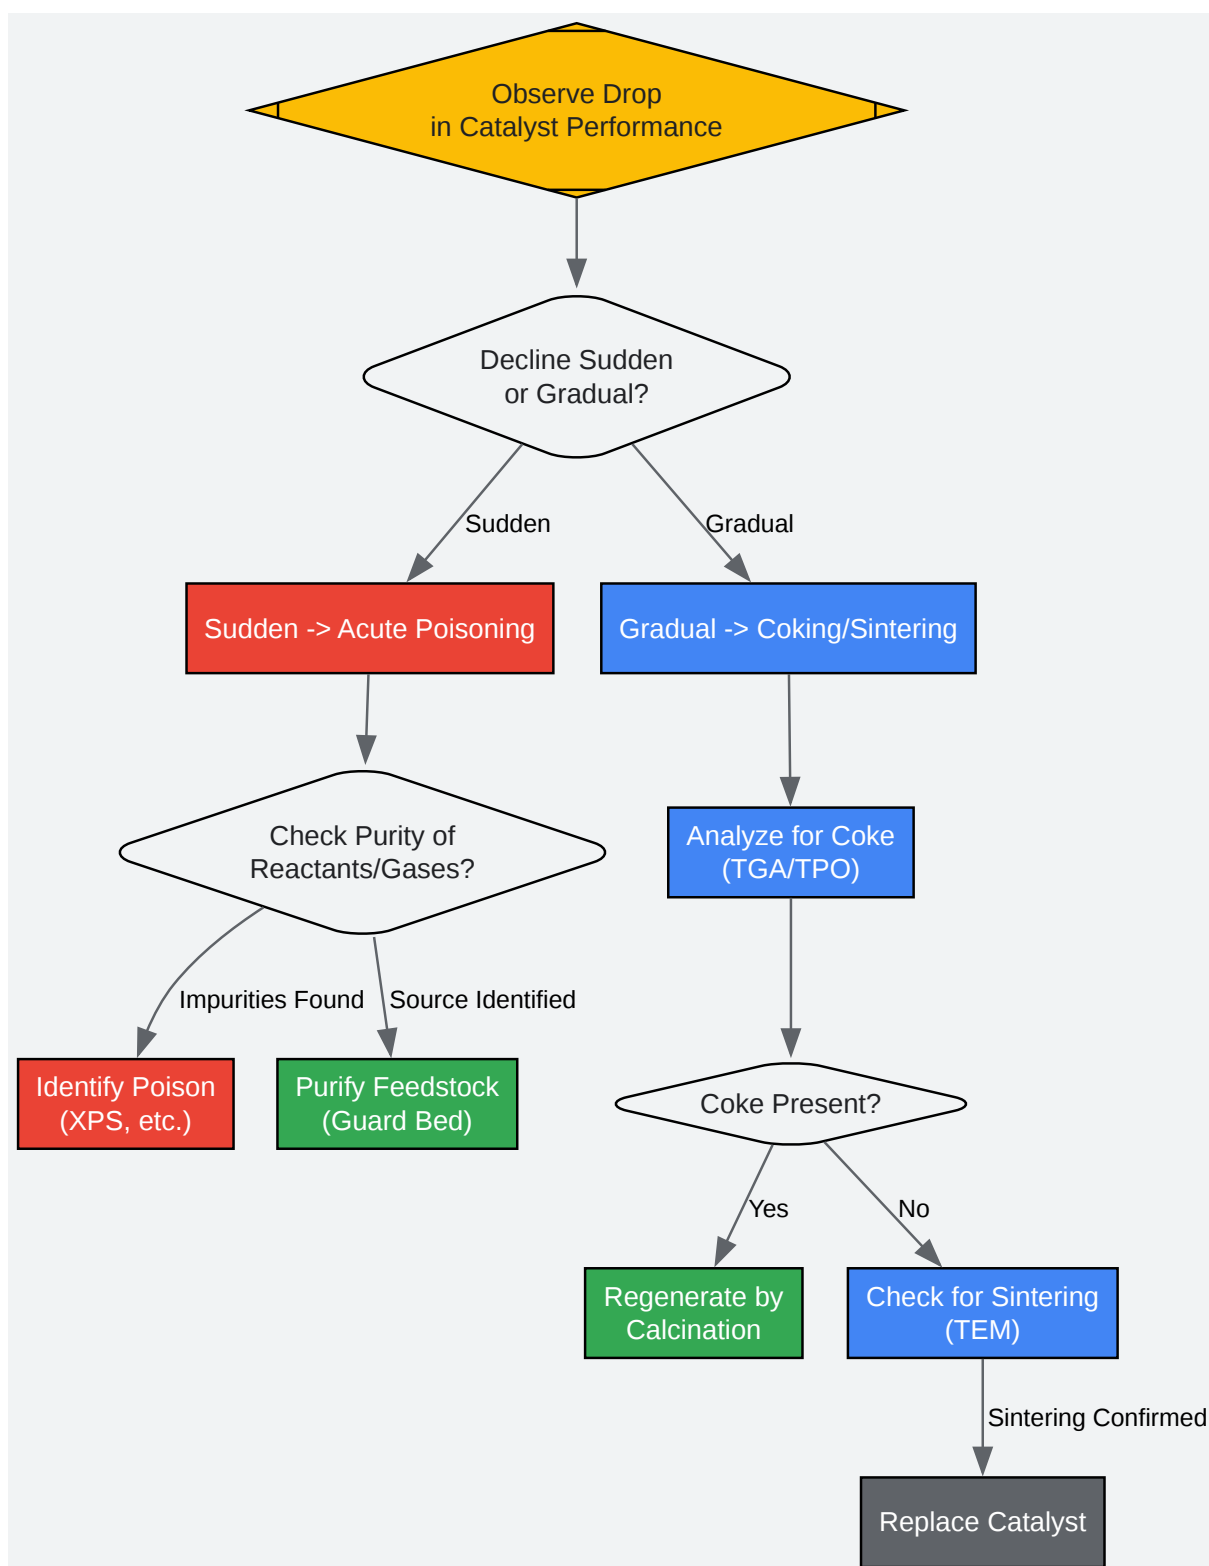 Observe Drop
in Catalyst Performance
Decline Sudden
or Gradual?
Sudden
Gradual
Sudden -> Acute Poisoning
Gradual -> Coking/Sintering
Check Purity of
Reactants/Gases?
Analyze for Coke
(TGA/TPO)
Impurities Found
Source Identified
Identify Poison
(XPS, etc.)
Purify Feedstock
(Guard Bed)
Coke Present?
Yes
No
Regenerate by
Calcination
Check for Sintering
(TEM)
Sintering Confirmed
Replace Catalyst